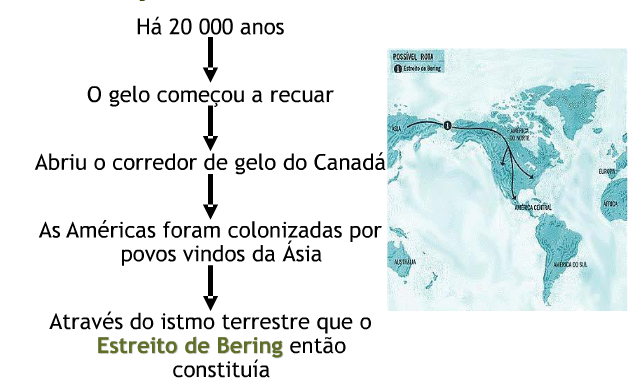 Há 20 000 anos
O gelo começou a recuar
Abriu o corredor de gelo do Canadá
As Américas foram colonizadas por
povos vindos da Ásia
Através do istmo terrestre que o
Estreito de Bering então
constituía
POSSÍVEL ROTA
1 Estreito de Bering
ÁSIA
1
AMÉRICA
DO NORTE
EUROPA
ÁFRICA
AMÉRICA CENTRAL
AUSTRÁLIA
AMÉRICA DO SUL